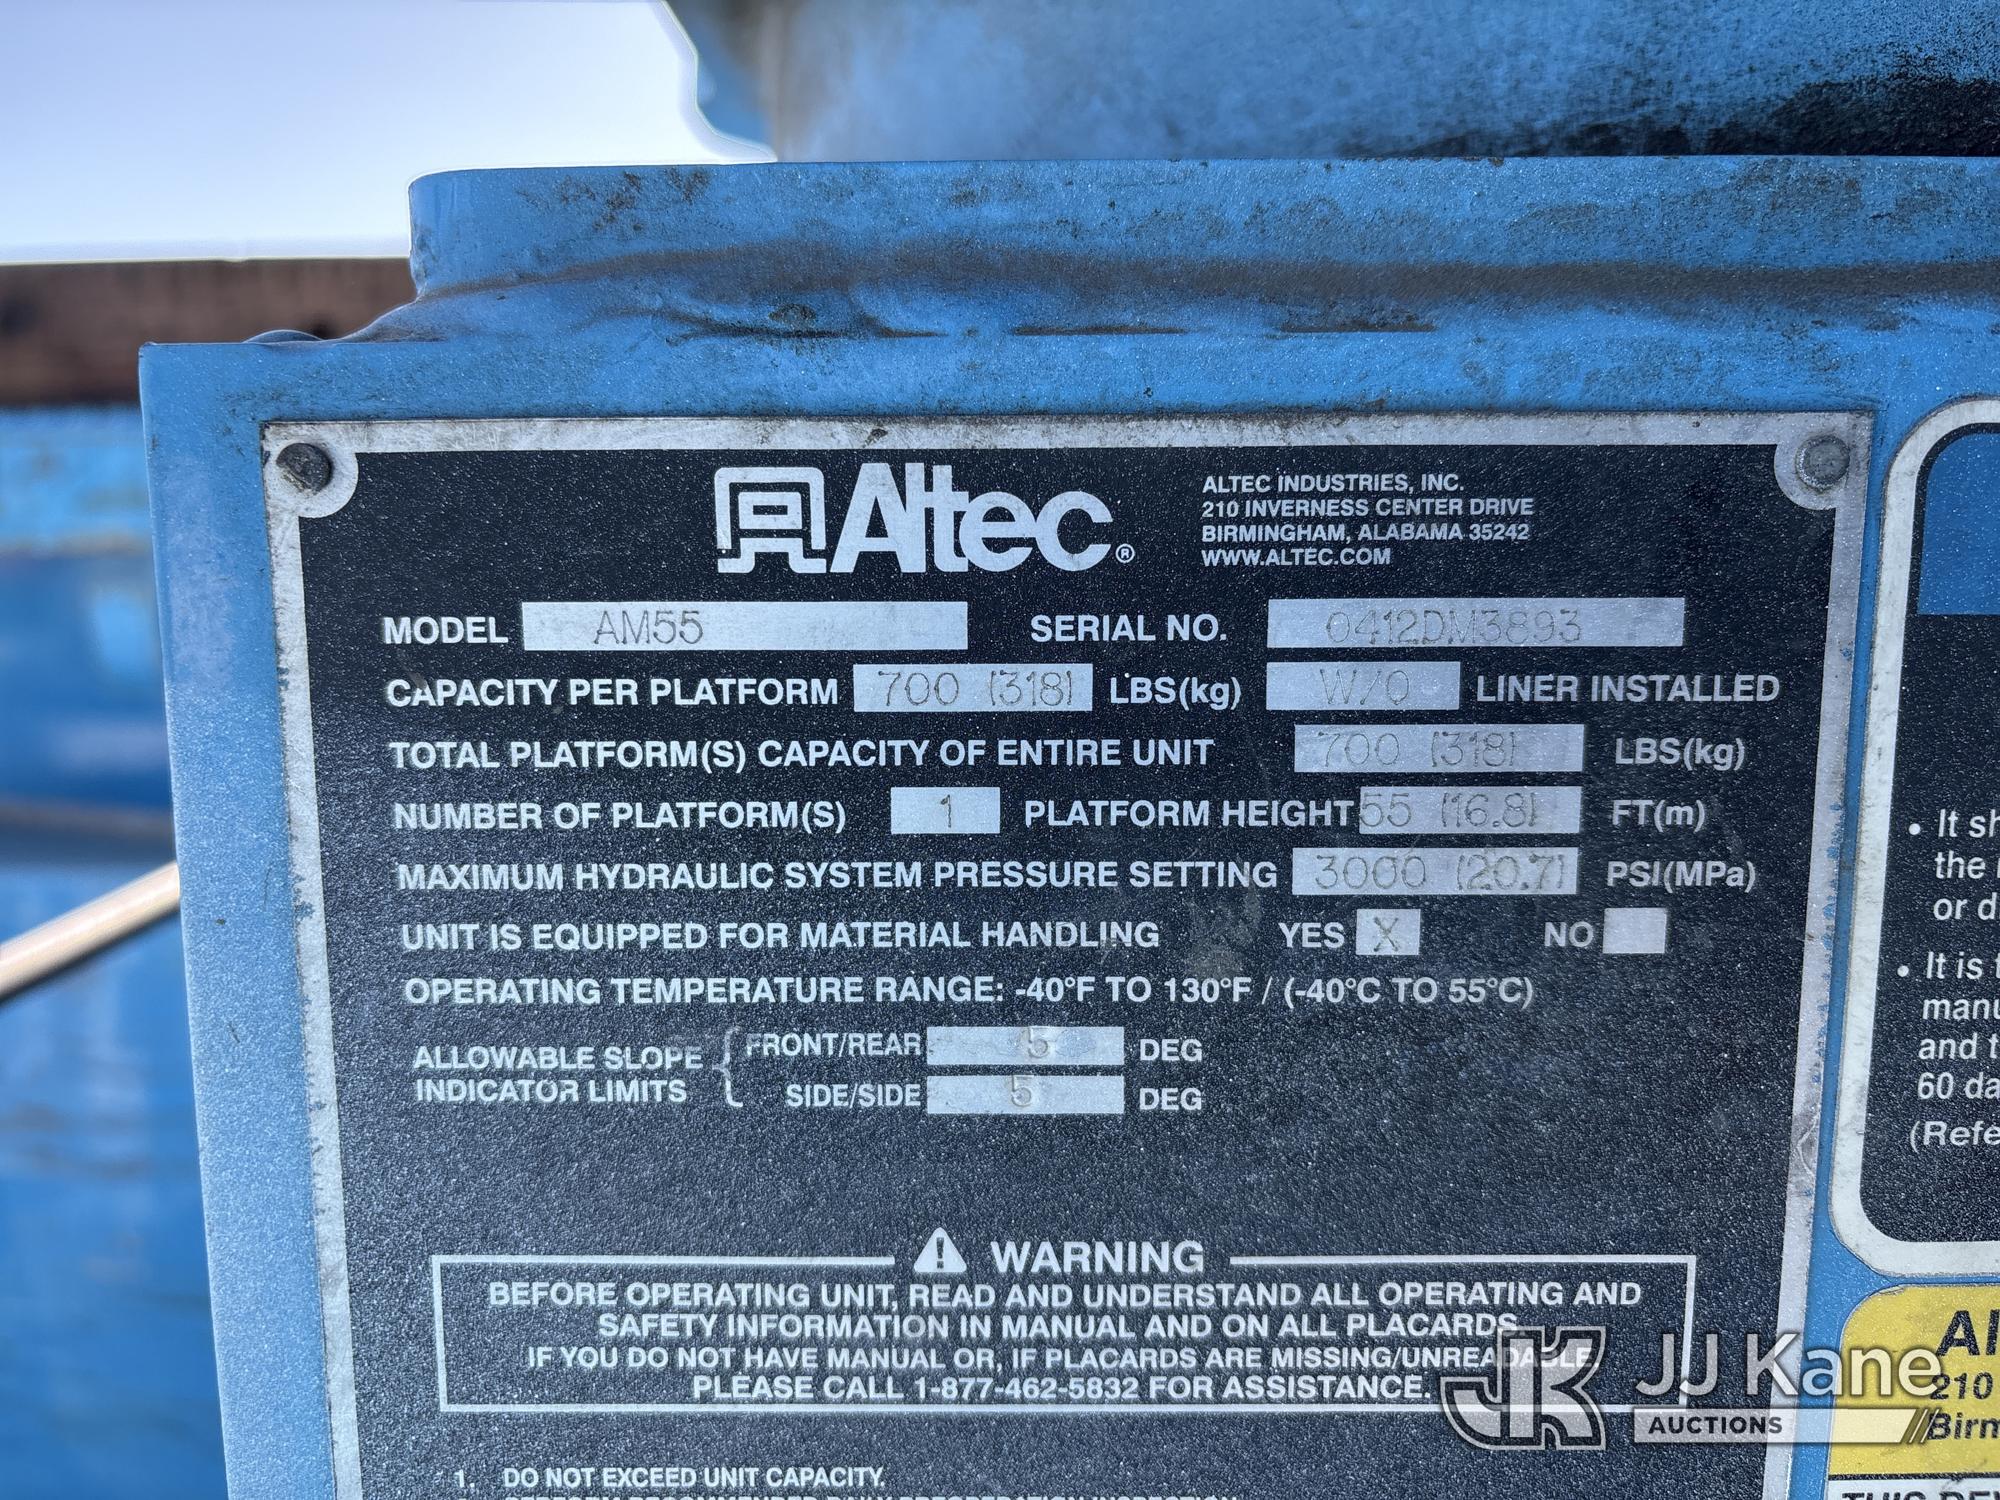 Altec®
ALTEC INDUSTRIES, INC.
210 INVERNESS CENTER DRIVE
BIRMINGHAM, ALABAMA 35242
WWW.ALTEC.COM
MODEL AM55 SERIAL NO. 0412DM3893
CAPACITY PER PLATFORM 700 (318) LBS(kg) W/O LINER INSTALLED
TOTAL PLATFORM(S) CAPACITY OF ENTIRE UNIT 700 (318) LBS(kg)
NUMBER OF PLATFORM(S) 1 PLATFORM HEIGHT 55 (16.8) FT(m)
MAXIMUM HYDRAULIC SYSTEM PRESSURE SETTING 3000 (20.7) PSI(MPa)
UNIT IS EQUIPPED FOR MATERIAL HANDLING YES X NO
OPERATING TEMPERATURE RANGE: -40°F TO 130°F / (-40°C TO 55°C)
ALLOWABLE SLOPE INDICATOR LIMITS
FRONT/REAR 5 DEG
SIDE/SIDE 5 DEG
WARNING
BEFORE OPERATING UNIT, READ AND UNDERSTAND ALL OPERATING AND
SAFETY INFORMATION IN MANUAL AND ON ALL PLACARDS.
IF YOU DO NOT HAVE MANUAL OR, IF PLACARDS ARE MISSING/UNREADABLE
PLEASE CALL 1-877-462-5832 FOR ASSISTANCE.
1. DO NOT EXCEED UNIT CAPACITY.
• It
the
or
• It is
and
60
210
JJ Kane
AUCTIONS